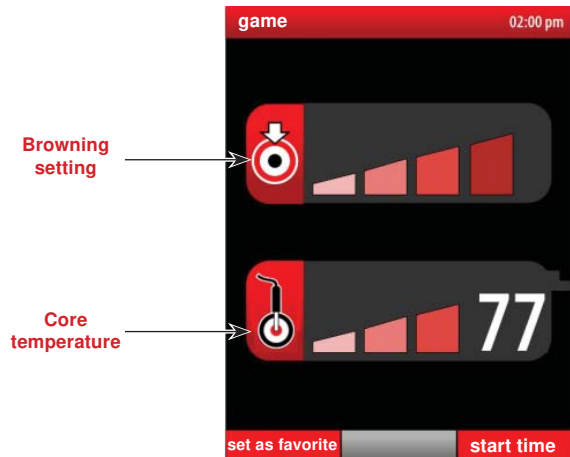 game
02:00 pm
Browning
setting
Core
temperature
77
set as favorite
start time